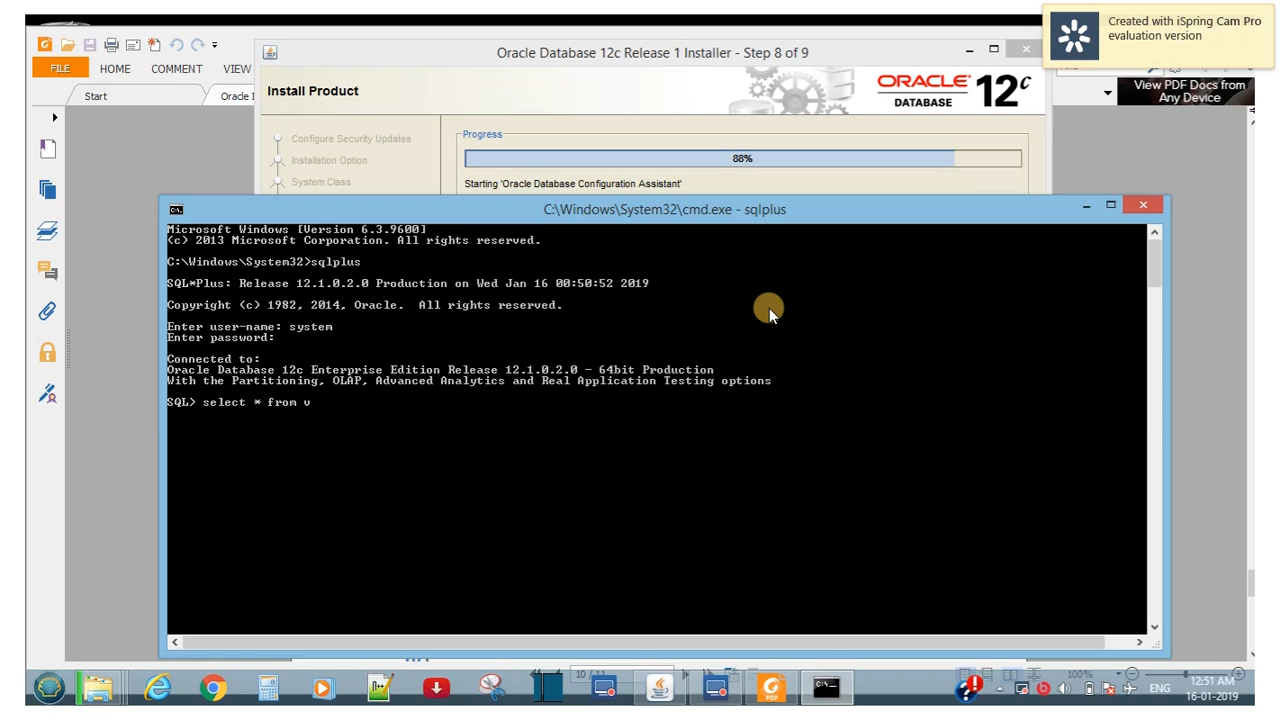 Created with iSpring Cam Pro
evaluation version
Oracle Database 12c Release 1 Installer - Step 8 of 9
FILE
HOME
COMMENT
VIEW
Install Product
ORACLE
DATABASE
12c
View PDF Docs from
Any Device
Start
Configure Security Updates
Installation Option
System Class
Progress
88%
Starting 'Oracle Database Configuration Assistant'
C:\Windows\System32\cmd.exe - sqlplus
Microsoft Windows [Version 6.3.9600]
(c) 2013 Microsoft Corporation. All rights reserved.
C:\Windows\System32>sqlplus
SQL*Plus: Release 12.1.0.2.0 Production on Wed Jan 16 00:50:52 2019
Copyright (c) 1982, 2014, Oracle.  All rights reserved.
Enter user-name: system
Enter password:
Connected to:
Oracle Database 12c Enterprise Edition Release 12.1.0.2.0 - 64bit Production
With the Partitioning, OLAP, Advanced Analytics and Real Application Testing options
SQL> select * from v
10 / 11
100%
PDF
ENG
12:51 AM
16-01-2019